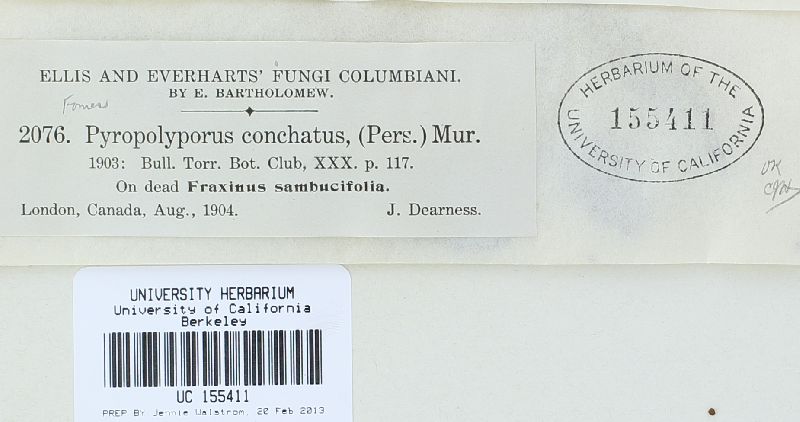 ELLIS AND EVERHARTS' FUNGI COLUMBIANI.
BY E. BARTHOLOMEW.
Fomes
2076. Pyropolyporus conchatus, (Pers.) Mur.
1903: Bull. Torr. Bot. Club, XXX. p. 117.
On dead Fraxinus sambucifolia.
London, Canada, Aug., 1904. J. Dearness.
HERBARIUM OF THE
155411
UNIVERSITY OF CALIFORNIA
OK
UNIVERSITY HERBARIUM
University of California
Berkeley
UC 155411
PREP BY Jennie Walstrom, 20 Feb 2013